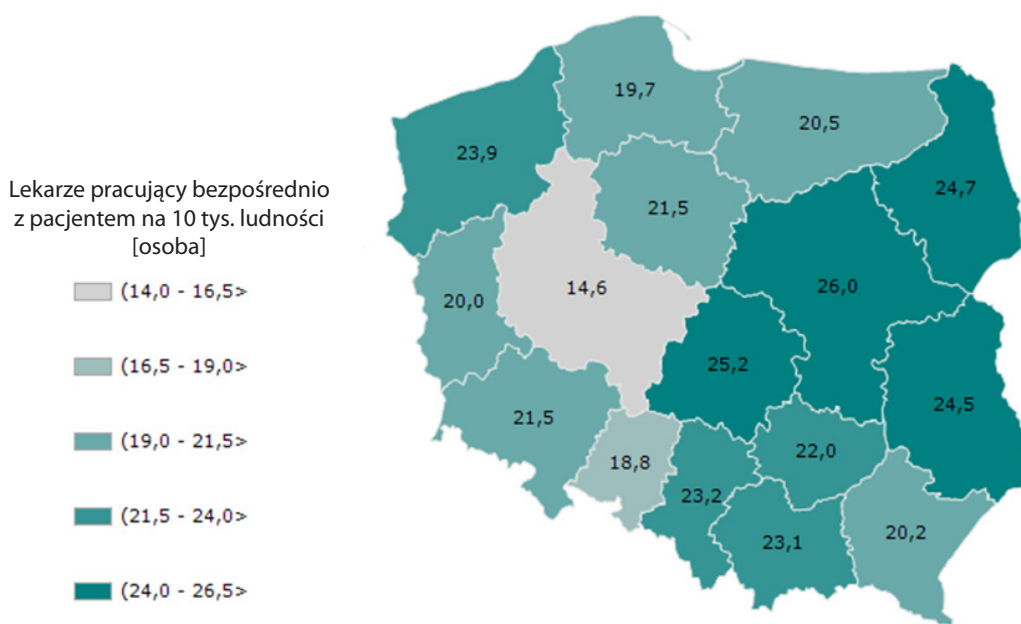 Lekarze pracujący bezpośrednio
z pacjentem na 10 tys. ludności
[osoba]
(14,0 - 16,5>
(16,5 - 19,0>
(19,0 - 21,5>
(21,5 - 24,0>
(24,0 - 26,5>
19,7
20,5
23,9
24,7
21,5
14,6
26,0
20,0
25,2
24,5
21,5
22,0
18,8
23,2
20,2
23,1